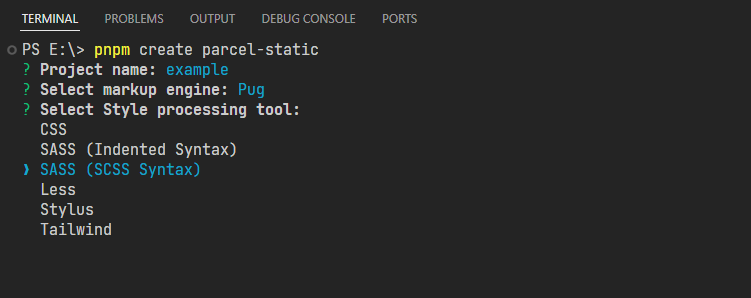 TERMINAL PROBLEMS OUTPUT DEBUG CONSOLE PORTS
PS E:\> pnpm create parcel-static
? Project name: example
? Select markup engine: Pug
? Select Style processing tool:
CSS
SASS (Indented Syntax)
❯ SASS (SCSS Syntax)
Less
Stylus
Tailwind